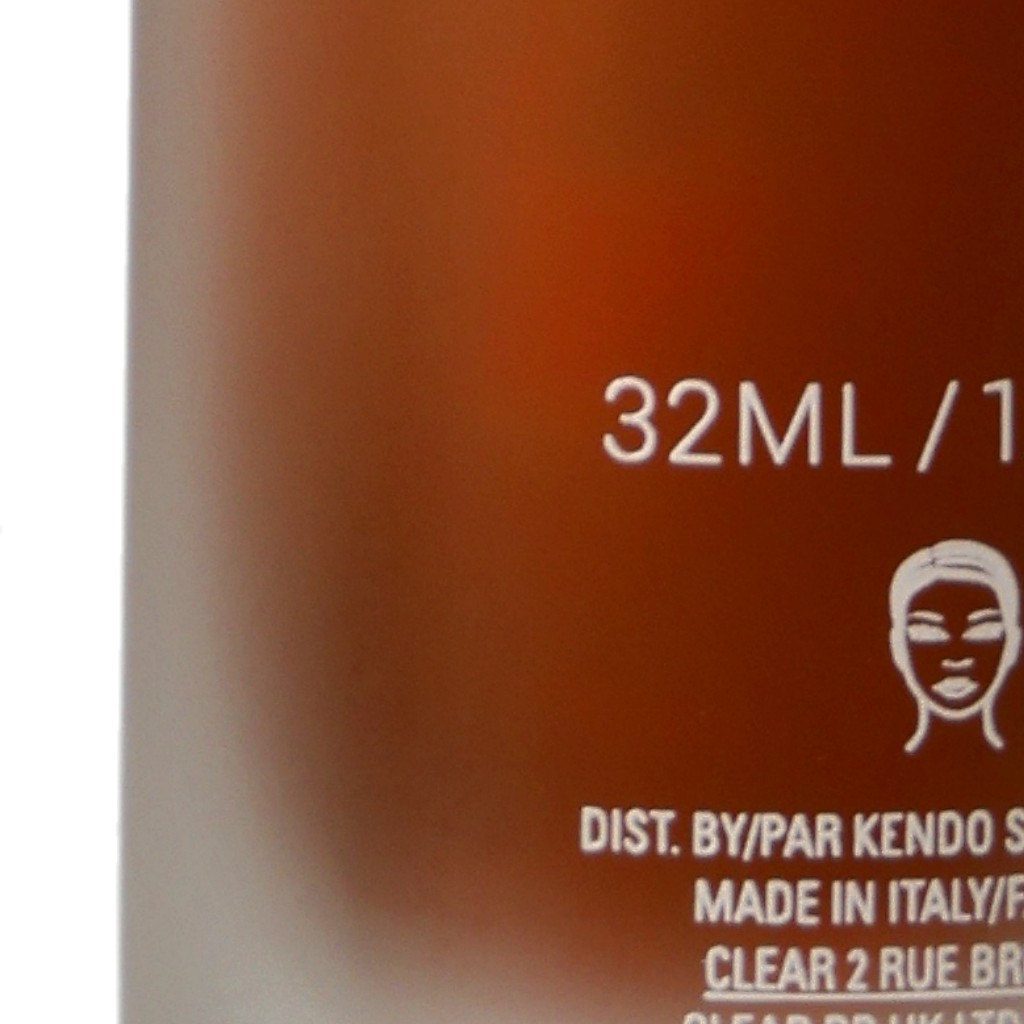 32ML / 1
DIST. BY/PAR KENDO S
MADE IN ITALY/F
CLEAR 2 RUE BR